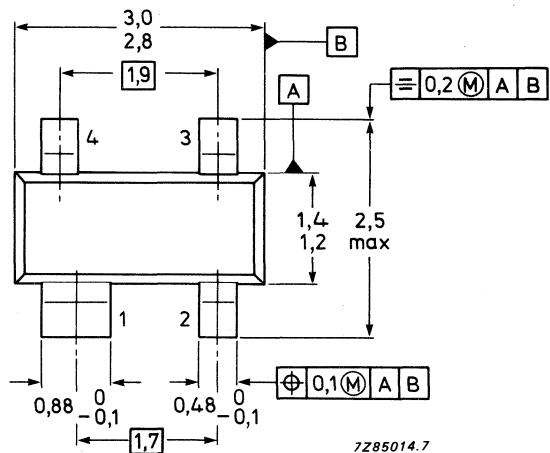 3,0
2,8
B
1,9
A
⌯ 0,2 Ⓜ A B
4
3
1,4
1,2
2,5
max
1
2
⌖ 0,1 Ⓜ A B
0,88 0 -0,1
0,48 0 -0,1
1,7
7Z85014.7